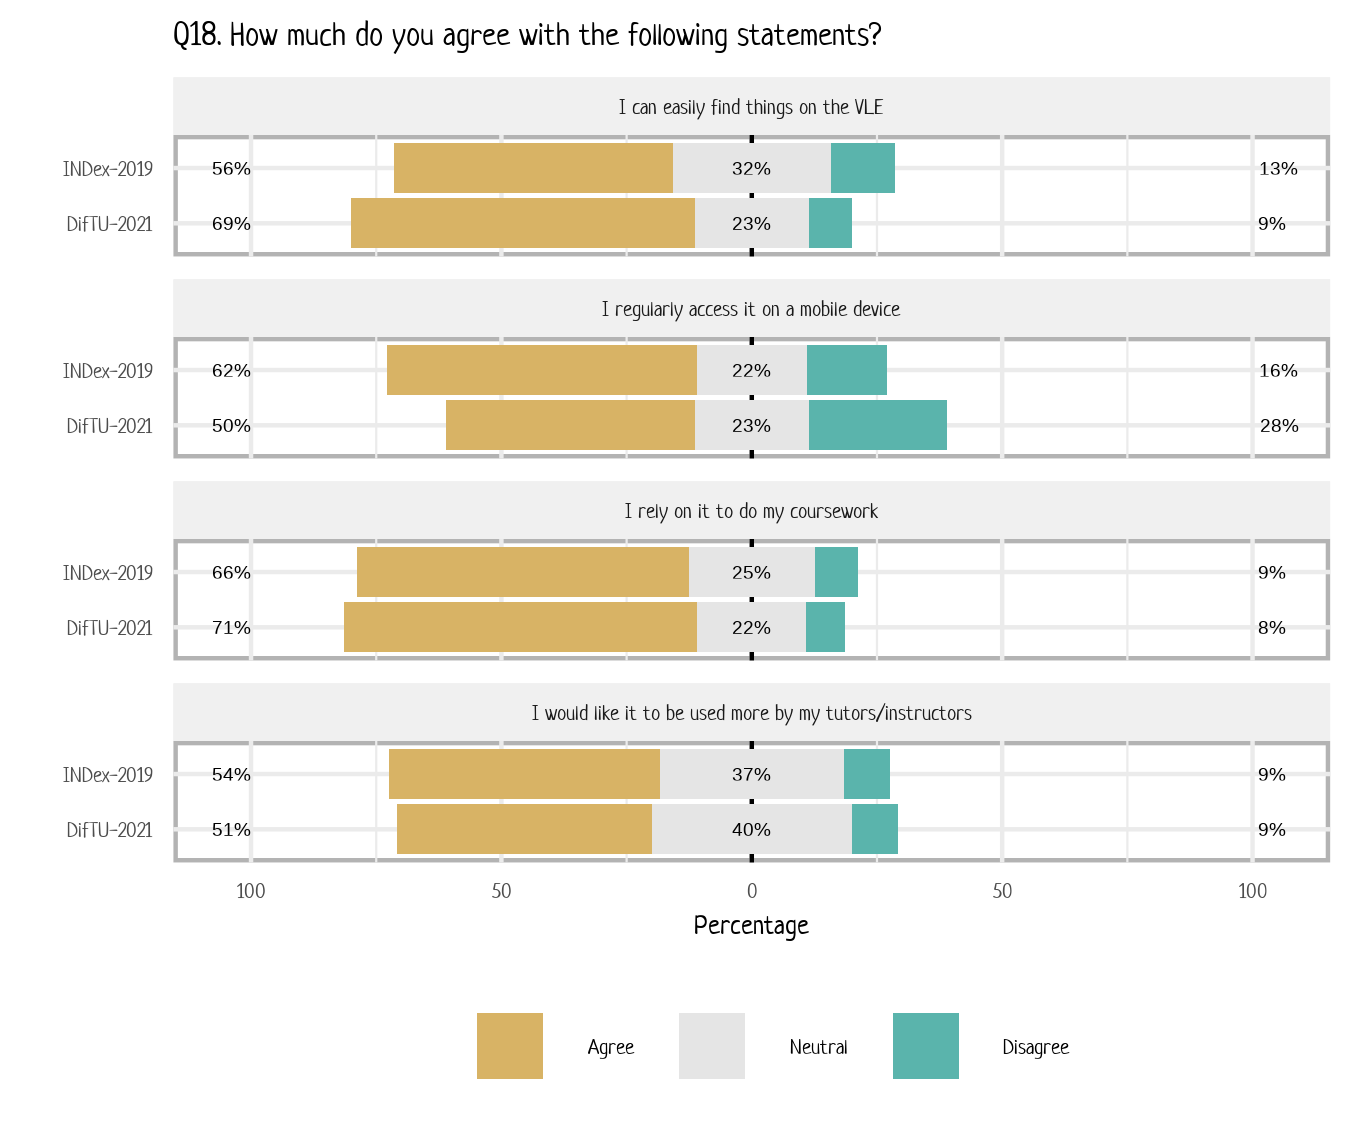 Q18. How much do you agree with the following statements?
I can easily find things on the VLE
INDex-2019 56% 32% 13%
DifTU-2021 69% 23% 9%
I regularly access it on a mobile device
INDex-2019 62% 22% 16%
DifTU-2021 50% 23% 28%
I rely on it to do my coursework
INDex-2019 66% 25% 9%
DifTU-2021 71% 22% 8%
I would like it to be used more by my tutors/instructors
INDex-2019 54% 37% 9%
DifTU-2021 51% 40% 9%
100 50 0 50 100
Percentage
Agree Neutral Disagree